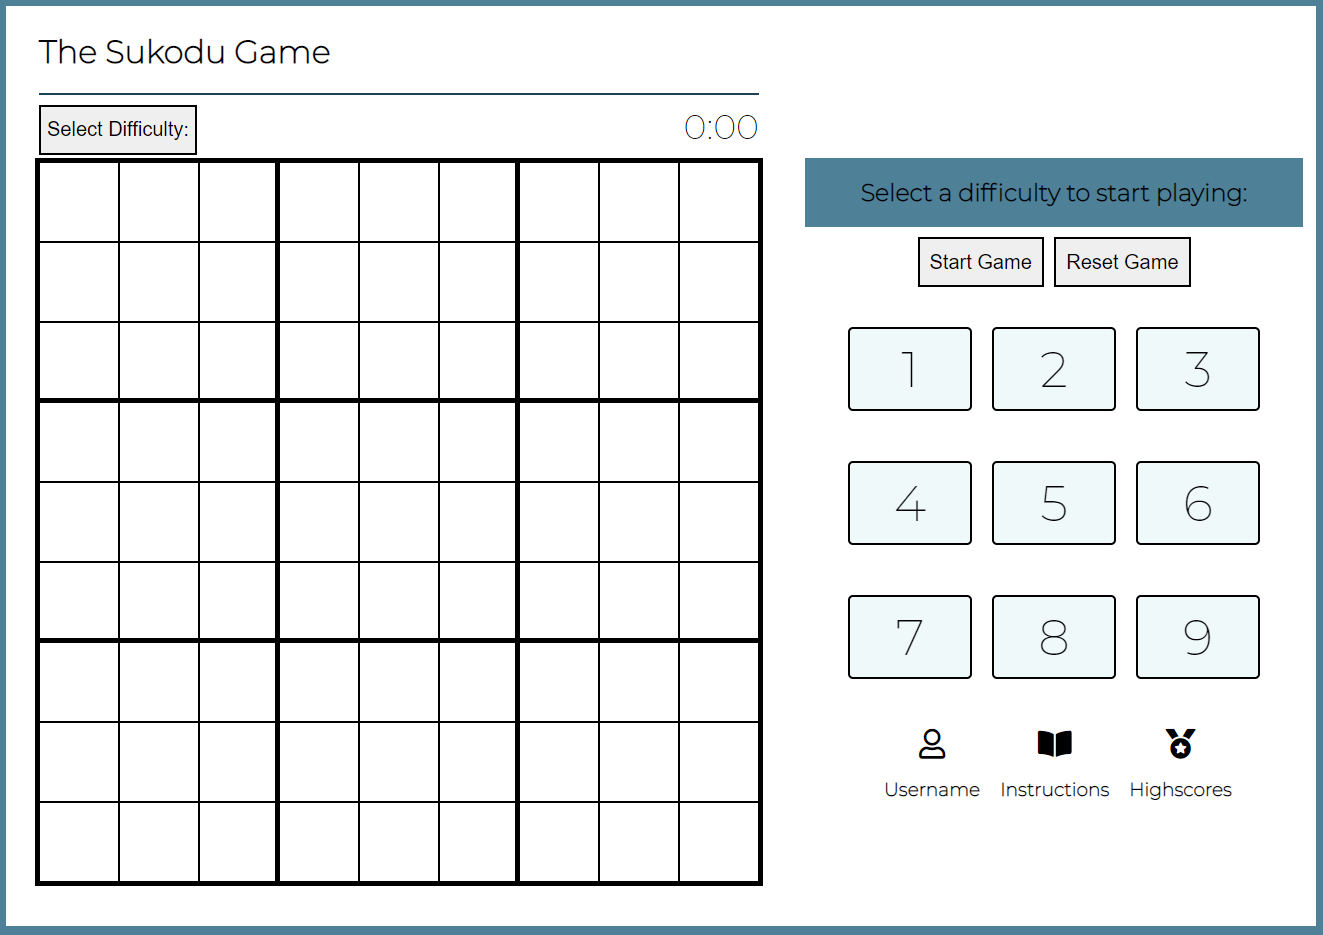 The Sukodu Game
Select Difficulty:
0:00
Select a difficulty to start playing:
Start Game Reset Game
1 2 3
4 5 6
7 8 9
Username Instructions Highscores